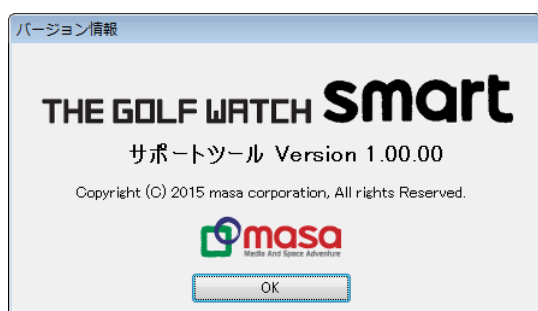 バージョン情報
THE GOLF WATCH smart
サポートツール Version 1.00.00
Copyright (C) 2015 masa corporation, All rights Reserved.
masa
Media And Space Adventure
OK